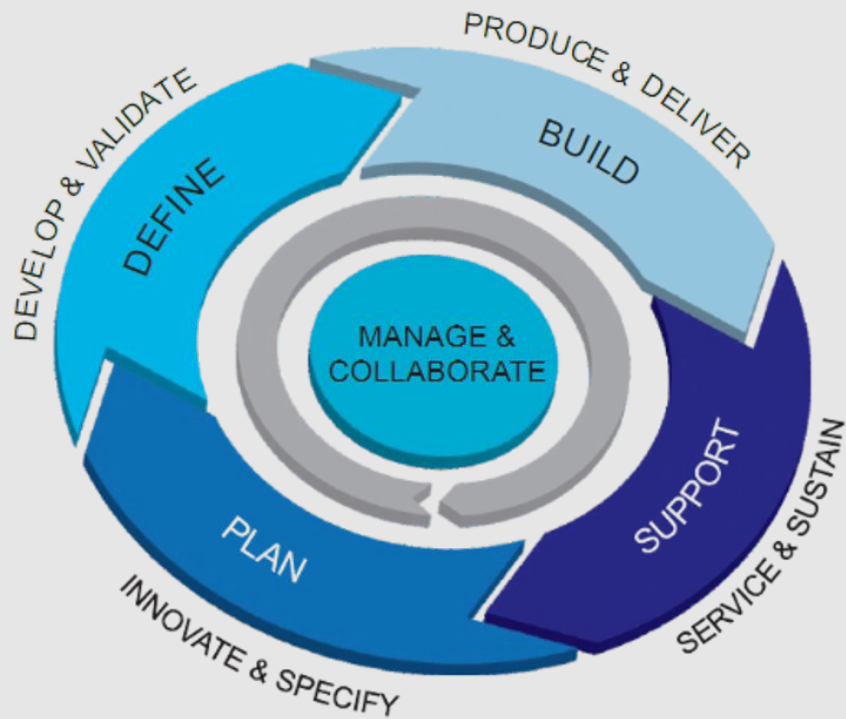 PRODUCE & DELIVER
BUILD
DEVELOP & VALIDATE
DEFINE
MANAGE &
COLLABORATE
SUPPORT
SERVICE & SUSTAIN
PLAN
INNOVATE & SPECIFY